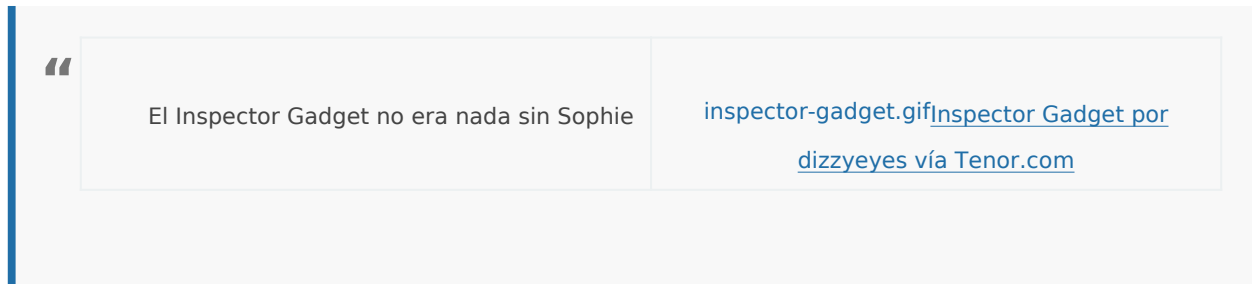 “
El Inspector Gadget no era nada sin Sophie
inspector-gadget.gifInspector Gadget por
dizzyeyes vía Tenor.com